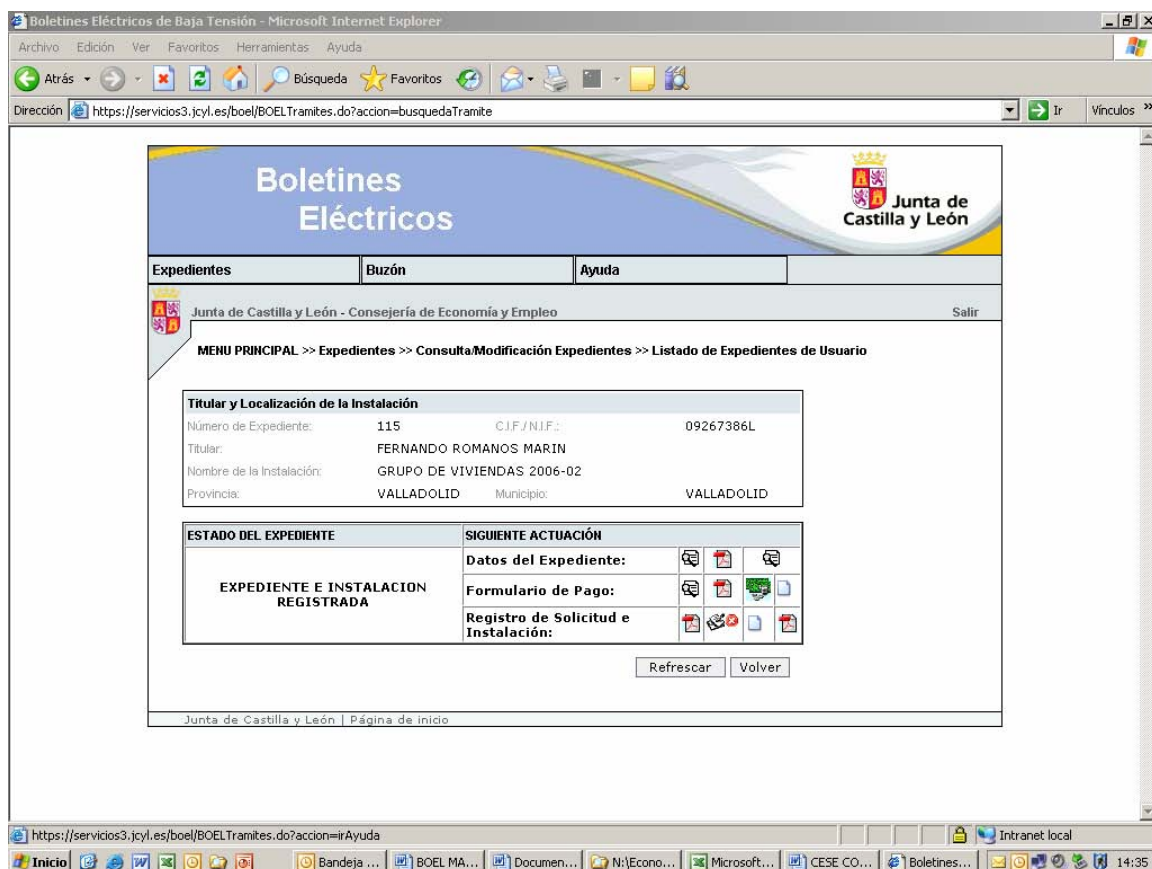 Boletines Eléctricos de Baja Tensión - Microsoft Internet Explorer
Archivo Edición Ver Favoritos Herramientas Ayuda
Atrás Búsqueda Favoritos
Dirección https://servicios3.jcyl.es/boel/BOELTramites.do?accion=busquedaTramite Ir Vínculos »
Boletines
Eléctricos
Junta de
Castilla y León
Expedientes Buzón Ayuda
Junta de Castilla y León - Consejería de Economía y Empleo Salir
MENU PRINCIPAL >> Expedientes >> Consulta/Modificación Expedientes >> Listado de Expedientes de Usuario
Titular y Localización de la Instalación
Número de Expediente: 115 C.I.F./N.I.F.: 09267386L
Titular: FERNANDO ROMANOS MARIN
Nombre de la Instalación: GRUPO DE VIVIENDAS 2006-02
Provincia: VALLADOLID Municipio: VALLADOLID
ESTADO DEL EXPEDIENTE SIGUIENTE ACTUACIÓN
Datos del Expediente:
EXPEDIENTE E INSTALACION
REGISTRADA
Formulario de Pago:
Registro de Solicitud e
Instalación:
Refrescar Volver
Junta de Castilla y León | Página de inicio
https://servicios3.jcyl.es/boel/BOELTramites.do?accion=irAyuda Intranet local
Inicio Bandeja ... BOEL MA... Documen... N:\Econo... Microsoft... CESE CO... Boletines... 14:35